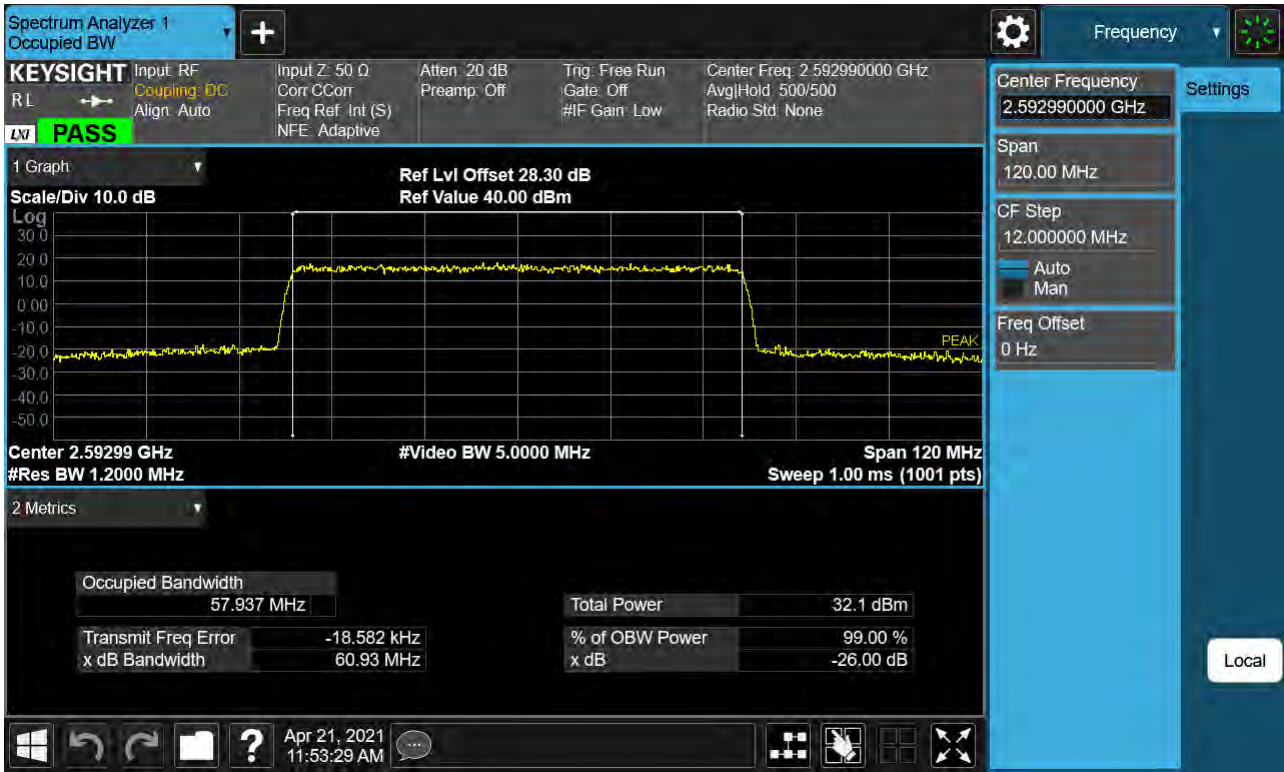 Spectrum Analyzer 1
Occupied BW
+
Frequency
KEYSIGHT
RL
LXI
PASS
Input: RF
Coupling: DC
Align: Auto
Input Z: 50 Ω
Corr CCorr
Freq Ref: Int (S)
NFE: Adaptive
Atten: 20 dB
Preamp: Off
Trig: Free Run
Gate: Off
#IF Gain: Low
Center Freq: 2.592990000 GHz
Avg|Hold: 500/500
Radio Std: None
Center Frequency
2.592990000 GHz
Settings
Span
120.00 MHz
CF Step
12.000000 MHz
Auto
Man
Freq Offset
0 Hz
1 Graph
Scale/Div 10.0 dB
Ref Lvl Offset 28.30 dB
Ref Value 40.00 dBm
Log
30.0
20.0
10.0
0.00
-10.0
-20.0
-30.0
-40.0
-50.0
PEAK
Center 2.59299 GHz
#Video BW 5.0000 MHz
Span 120 MHz
#Res BW 1.2000 MHz
Sweep 1.00 ms (1001 pts)
2 Metrics
Occupied Bandwidth
57.937 MHz
Total Power 32.1 dBm
Transmit Freq Error -18.582 kHz
% of OBW Power 99.00 %
x dB Bandwidth 60.93 MHz
x dB -26.00 dB
Local
?
Apr 21, 2021
11:53:29 AM